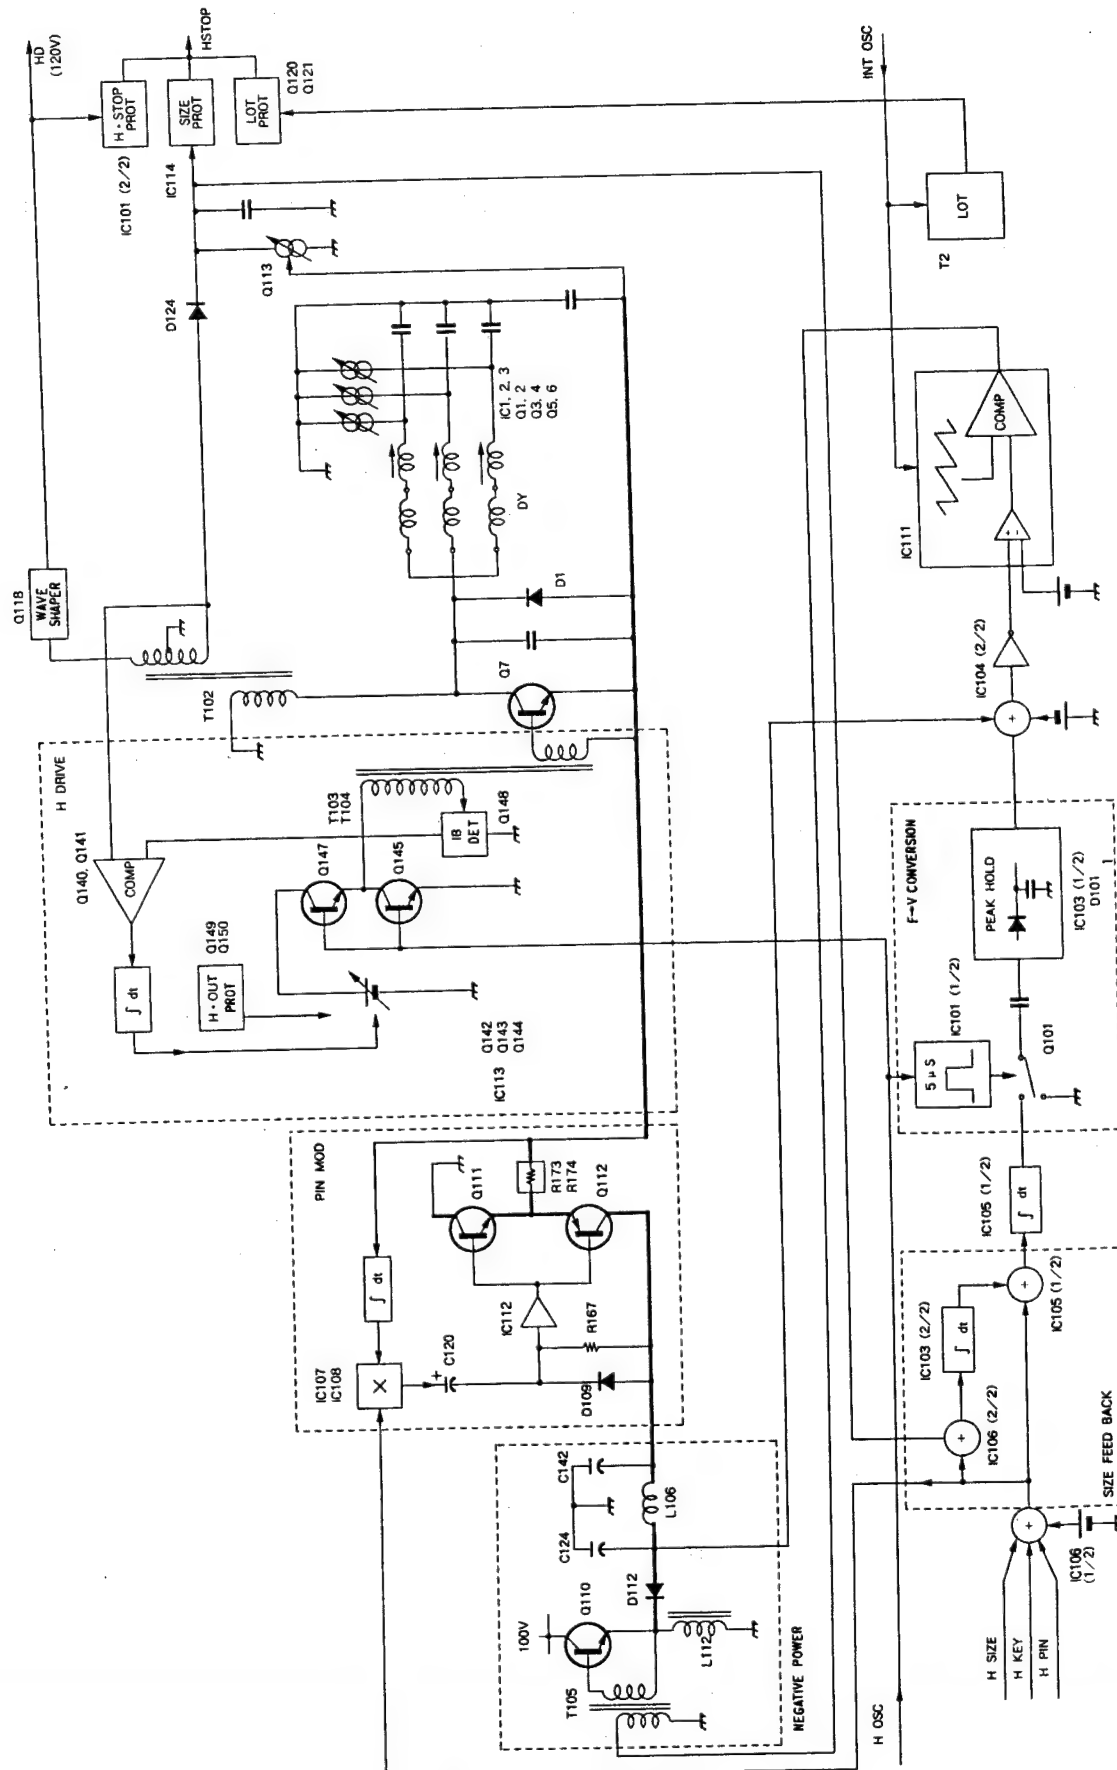 HD
(120V)
HSTOP
H·STOP
PROT
SIZE
PROT
LOT
PROT
Q120
Q121
IC101 (2/2)
IC114
D124
Q113
INT OSC
LOT
T2
Q118
WAVE
SHAPER
T102
IC1, 2, 3
Q1, 2
Q3, 4
Q5, 6
DY
D1
Q7
COMP
IC111
IC104 (2/2)
H DRIVE
Q140, Q141
COMP
∫ dt
H·OUT
PROT
Q149
Q150
Q147
Q145
T103
T104
IB
DET
Q148
IC113
Q142
Q143
Q144
F→V CONVERSION
PEAK HOLD
IC103 (1/2)
D101
IC101 (1/2)
5 μS
Q101
PIN MOD
IC107
IC108
×
∫ dt
C120
IC112
R167
D109
Q111
R173
R174
Q112
∫ dt
IC105 (1/2)
IC103 (2/2)
∫ dt
IC105 (1/2)
IC106 (2/2)
SIZE FEED BACK
100V
Q110
T105
L112
D112
C124
C142
L106
NEGATIVE POWER
H OSC
H SIZE
H KEY
H PIN
IC106
(1/2)